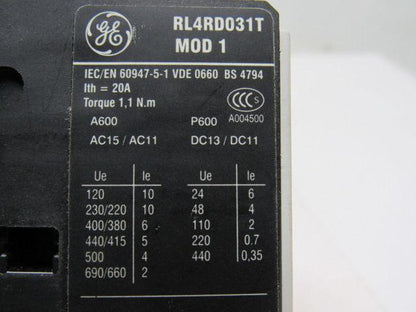 GE
RL4RD031T
MOD 1
IEC/EN 60947-5-1 VDE 0660 BS 4794
Ith = 20A
Torque 1,1 N.m
CCC S
A600 P600 A004500
AC15 / AC11 DC13 / DC11
Ue Ie Ue Ie
120 10 24 6
230/220 10 48 4
400/380 6 110 2
440/415 5 220 0.7
500 4 440 0,35
690/660 2